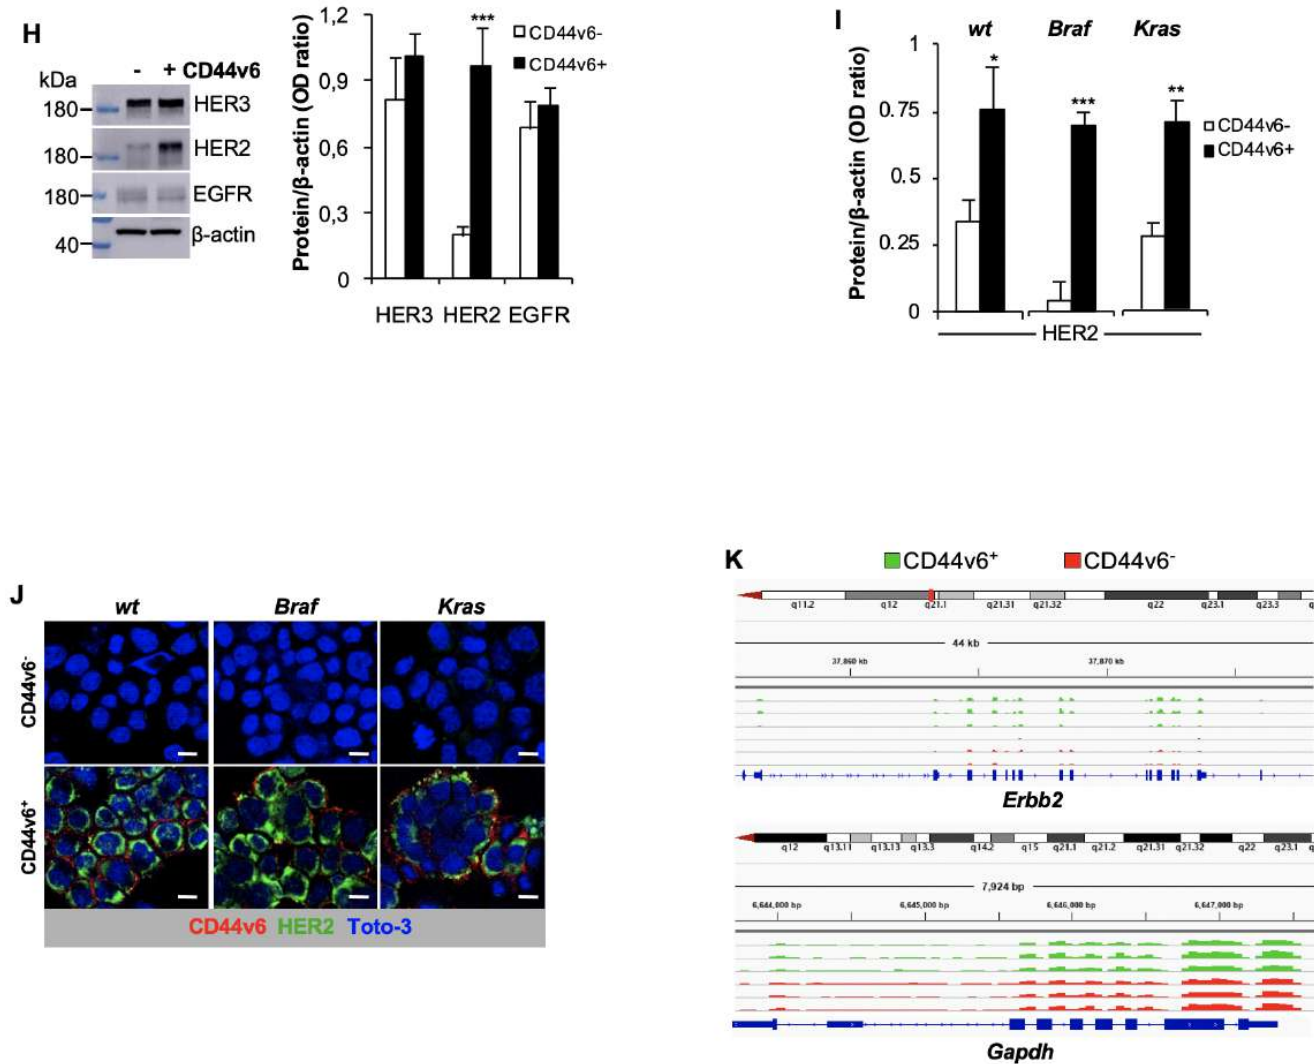 H
kDa
- + CD44v6
180 HER3
180 HER2
180 EGFR
40 β-actin
Protein/β-actin (OD ratio)
1,2
0,9
0,6
0,3
0
***
CD44v6-
CD44v6+
HER3 HER2 EGFR
I
wt Braf Kras
Protein/β-actin (OD ratio)
1
0.75
0.5
0.25
0
* *** **
CD44v6-
CD44v6+
HER2
J
wt Braf Kras
CD44v6-
CD44v6+
CD44v6 HER2 Toto-3
K
CD44v6+ CD44v6-
q11.2 q12 q21.1 q21.31 q21.32 q22 q23.1 q23.3
44 kb
37,860 kb 37,870 kb
Erbb2
q12 q13.11 q13.13 q13.3 q14.2 q15 q21.1 q21.2 q21.31 q21.32 q22 q23.1
7,924 bp
6,644,000 bp 6,645,000 bp 6,646,000 bp 6,647,000 bp
Gapdh